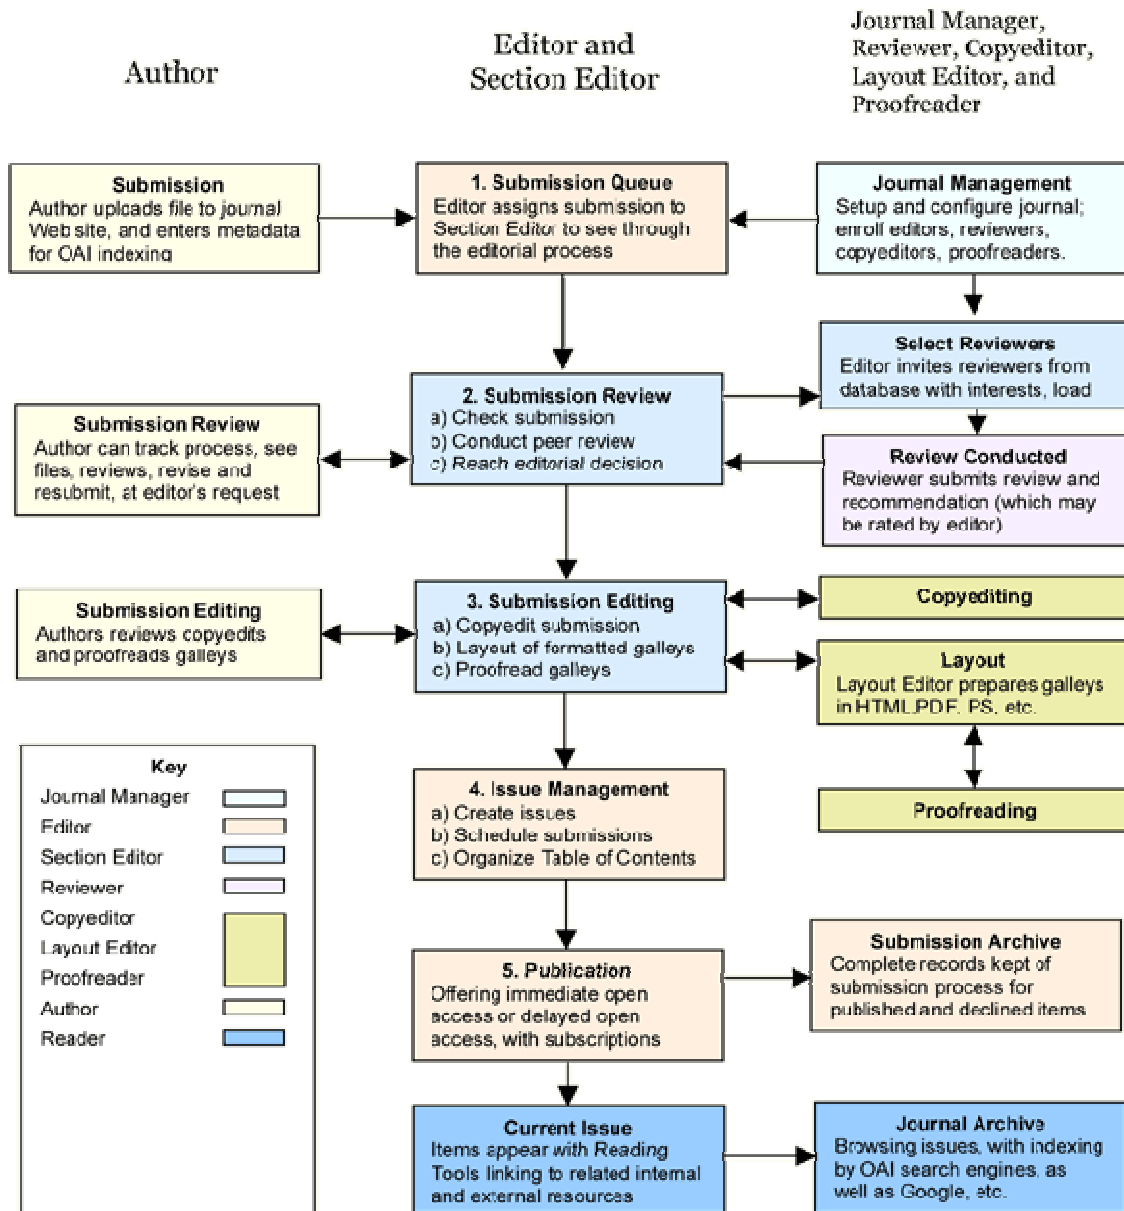 Author
Editor and
Section Editor
Journal Manager,
Reviewer, Copyeditor,
Layout Editor, and
Proofreader
Submission
Author uploads file to journal
Web site, and enters metadata
for OAI indexing
1. Submission Queue
Editor assigns submission to
Section Editor to see through
the editorial process
Journal Management
Setup and configure journal;
enroll editors, reviewers,
copyeditors, proofreaders.
Select Reviewers
Editor invites reviewers from
database with interests, load
2. Submission Review
a) Check submission
b) Conduct peer review
c) Reach editorial decision
Submission Review
Author can track process, see
files, reviews, revise and
resubmit, at editor's request
Review Conducted
Reviewer submits review and
recommendation (which may
be rated by editor)
3. Submission Editing
a) Copyedit submission
b) Layout of formatted galleys
c) Proofread galleys
Submission Editing
Authors reviews copyedits
and proofreads galleys
Copyediting
Layout
Layout Editor prepares galleys
in HTML,PDF, PS, etc.
Proofreading
Key
Journal Manager
Editor
Section Editor
Reviewer
Copyeditor
Layout Editor
Proofreader
Author
Reader
4. Issue Management
a) Create issues
b) Schedule submissions
c) Organize Table of Contents
5. Publication
Offering immediate open
access or delayed open
access, with subscriptions
Submission Archive
Complete records kept of
submission process for
published and declined items
Current Issue
Items appear with Reading
Tools linking to related internal
and external resources
Journal Archive
Browsing issues, with indexing
by OAI search engines, as
well as Google, etc.